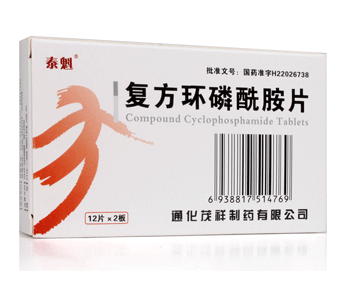 泰魁®
批准文号：国药准字H22026738
复方环磷酰胺片
Compound Cyclophosphamide Tablets
6 938817 514769
12片×2板
通化茂祥制药有限公司